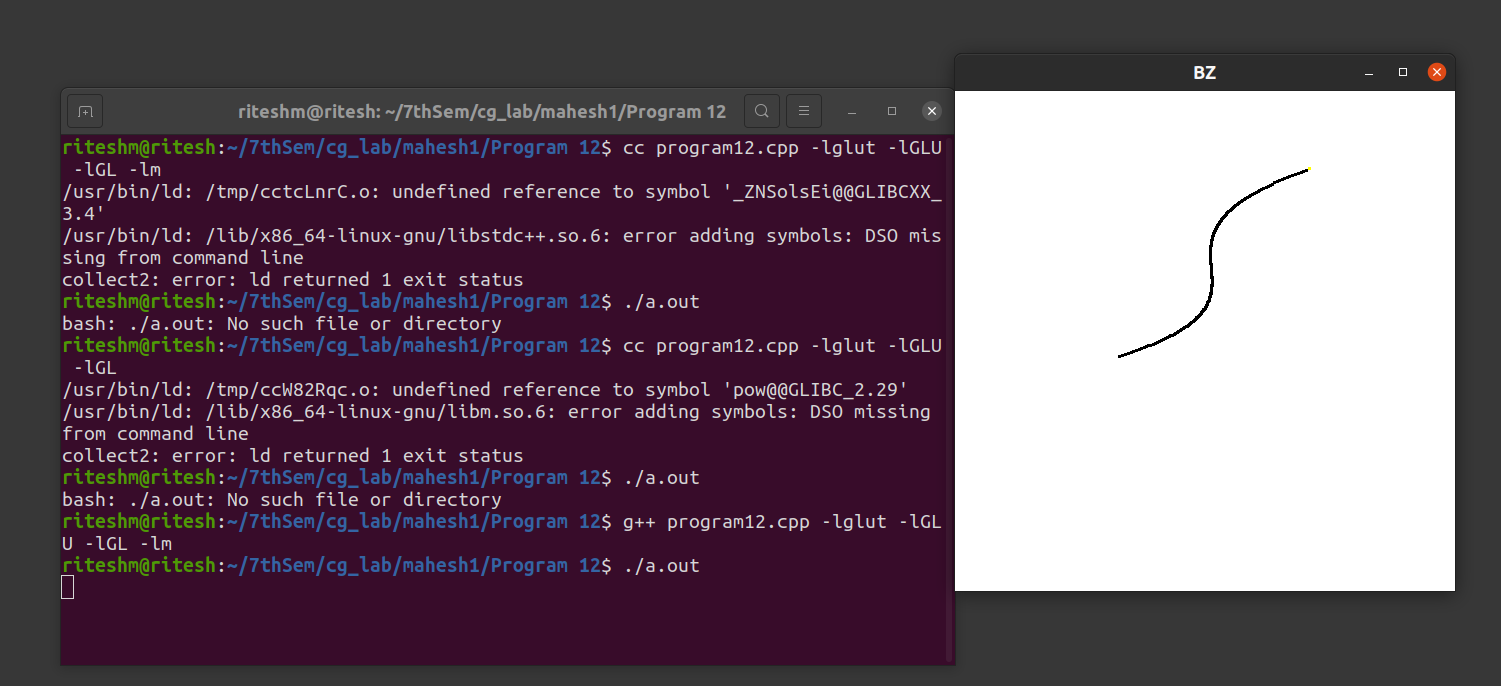 riteshm@ritesh: ~/7thSem/cg_lab/mahesh1/Program 12
BZ
riteshm@ritesh:~/7thSem/cg_lab/mahesh1/Program 12$ cc program12.cpp -lglut -lGLU
 -lGL -lm
/usr/bin/ld: /tmp/cctcLnrC.o: undefined reference to symbol '_ZNSolsEi@@GLIBCXX_
3.4'
/usr/bin/ld: /lib/x86_64-linux-gnu/libstdc++.so.6: error adding symbols: DSO mis
sing from command line
collect2: error: ld returned 1 exit status
riteshm@ritesh:~/7thSem/cg_lab/mahesh1/Program 12$ ./a.out
bash: ./a.out: No such file or directory
riteshm@ritesh:~/7thSem/cg_lab/mahesh1/Program 12$ cc program12.cpp -lglut -lGLU
 -lGL
/usr/bin/ld: /tmp/ccW82Rqc.o: undefined reference to symbol 'pow@@GLIBC_2.29'
/usr/bin/ld: /lib/x86_64-linux-gnu/libm.so.6: error adding symbols: DSO missing
from command line
collect2: error: ld returned 1 exit status
riteshm@ritesh:~/7thSem/cg_lab/mahesh1/Program 12$ ./a.out
bash: ./a.out: No such file or directory
riteshm@ritesh:~/7thSem/cg_lab/mahesh1/Program 12$ g++ program12.cpp -lglut -lGL
U -lGL -lm
riteshm@ritesh:~/7thSem/cg_lab/mahesh1/Program 12$ ./a.out